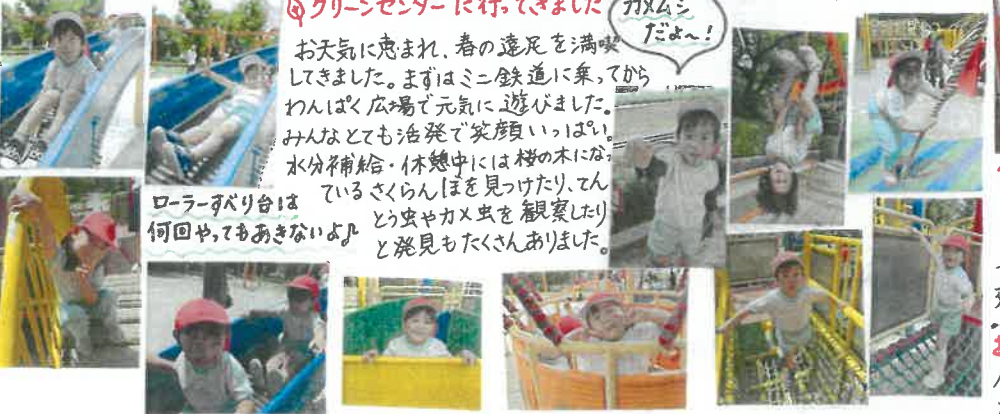 グリーンセンターに行ってきました
カメムシ
だよ〜!
お天気に恵まれ、春の遠足を満喫
してきました。まずはミニ鉄道に乗ってから
わんぱく広場で元気に遊びました。
みんなとても活発で笑顔いっぱい。
水分補給・休憩中には桜の木になっ
ているさくらんぼを見つけたり、てん
とう虫やカメ虫を観察したり
と発見もたくさんありました。
ローラーすべり台は
何回やってもあきないよ♪